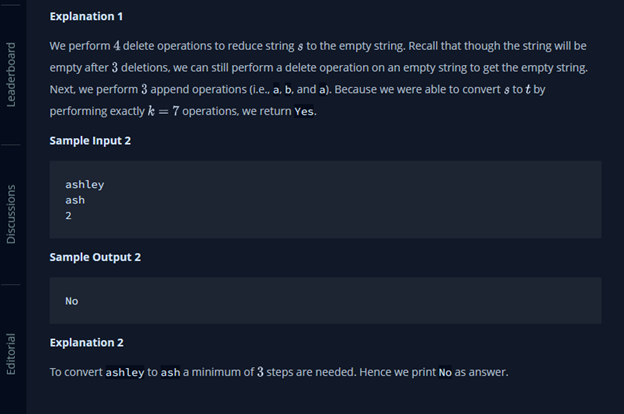 Leaderboard
Discussions
Editorial
Explanation 1
We perform 4 delete operations to reduce string s to the empty string. Recall that though the string will be
empty after 3 deletions, we can still perform a delete operation on an empty string to get the empty string.
Next, we perform 3 append operations (i.e., a, b, and a). Because we were able to convert s to t by
performing exactly k = 7 operations, we return Yes.
Sample Input 2
ashley
ash
2
Sample Output 2
No
Explanation 2
To convert ashley to ash a minimum of 3 steps are needed. Hence we print No as answer.